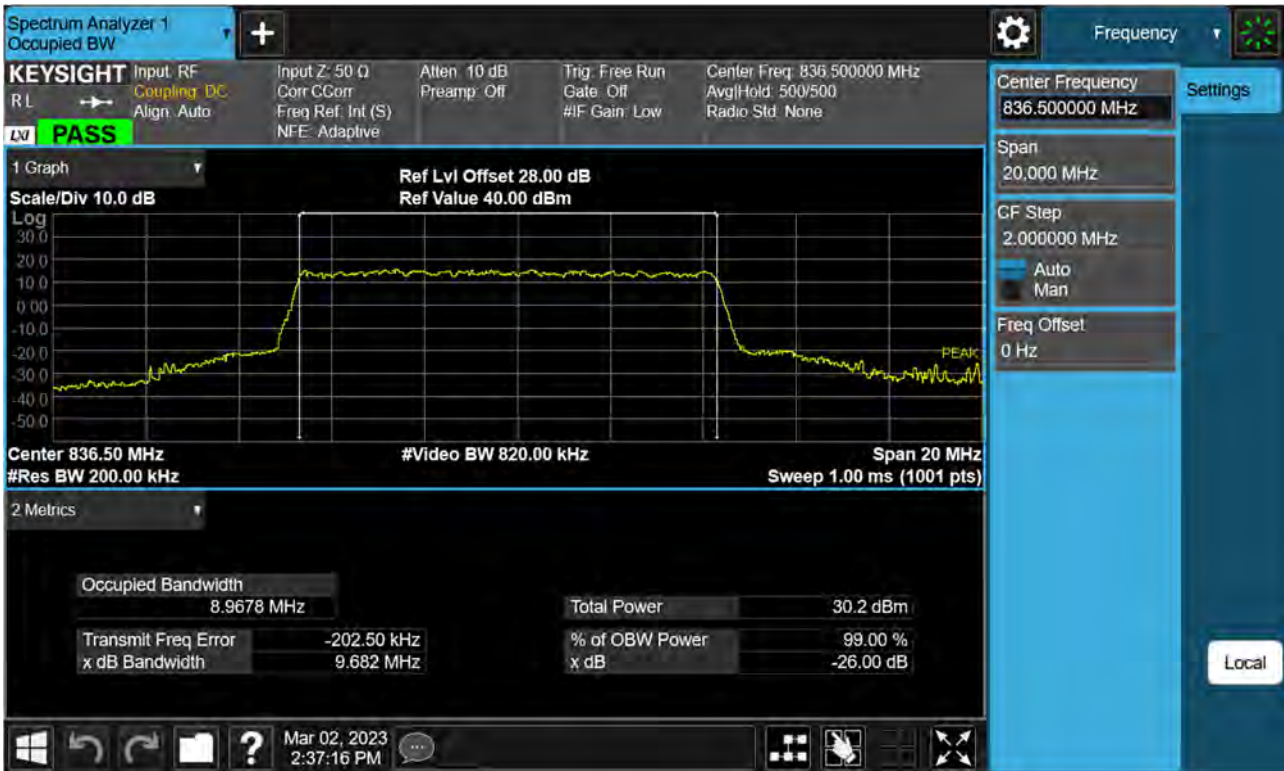 Spectrum Analyzer 1
Occupied BW
+
Frequency
KEYSIGHT
RL
LXI
PASS
Input: RF
Coupling: DC
Align: Auto
Input Z: 50 Ω
Corr CCorr
Freq Ref: Int (S)
NFE: Adaptive
Atten: 10 dB
Preamp: Off
Trig: Free Run
Gate: Off
#IF Gain: Low
Center Freq: 836.500000 MHz
Avg|Hold: 500/500
Radio Std: None
Center Frequency
836.500000 MHz
Settings
Span
20.000 MHz
CF Step
2.000000 MHz
Auto
Man
Freq Offset
0 Hz
Local
1 Graph
Scale/Div 10.0 dB
Ref Lvl Offset 28.00 dB
Ref Value 40.00 dBm
Log
30.0
20.0
10.0
0.00
-10.0
-20.0
-30.0
-40.0
-50.0
PEAK
Center 836.50 MHz
#Video BW 820.00 kHz
Span 20 MHz
#Res BW 200.00 kHz
Sweep 1.00 ms (1001 pts)
2 Metrics
Occupied Bandwidth
8.9678 MHz
Total Power 30.2 dBm
Transmit Freq Error -202.50 kHz
% of OBW Power 99.00 %
x dB Bandwidth 9.682 MHz
x dB -26.00 dB
?
Mar 02, 2023
2:37:16 PM